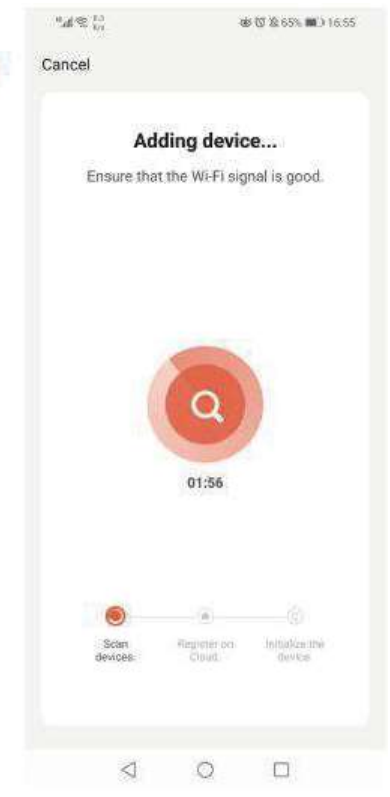 65% 16:55
Cancel
Adding device...
Ensure that the Wi-Fi signal is good.
01:56
Scan
devices.
Register on
Cloud.
Initialize the
device.